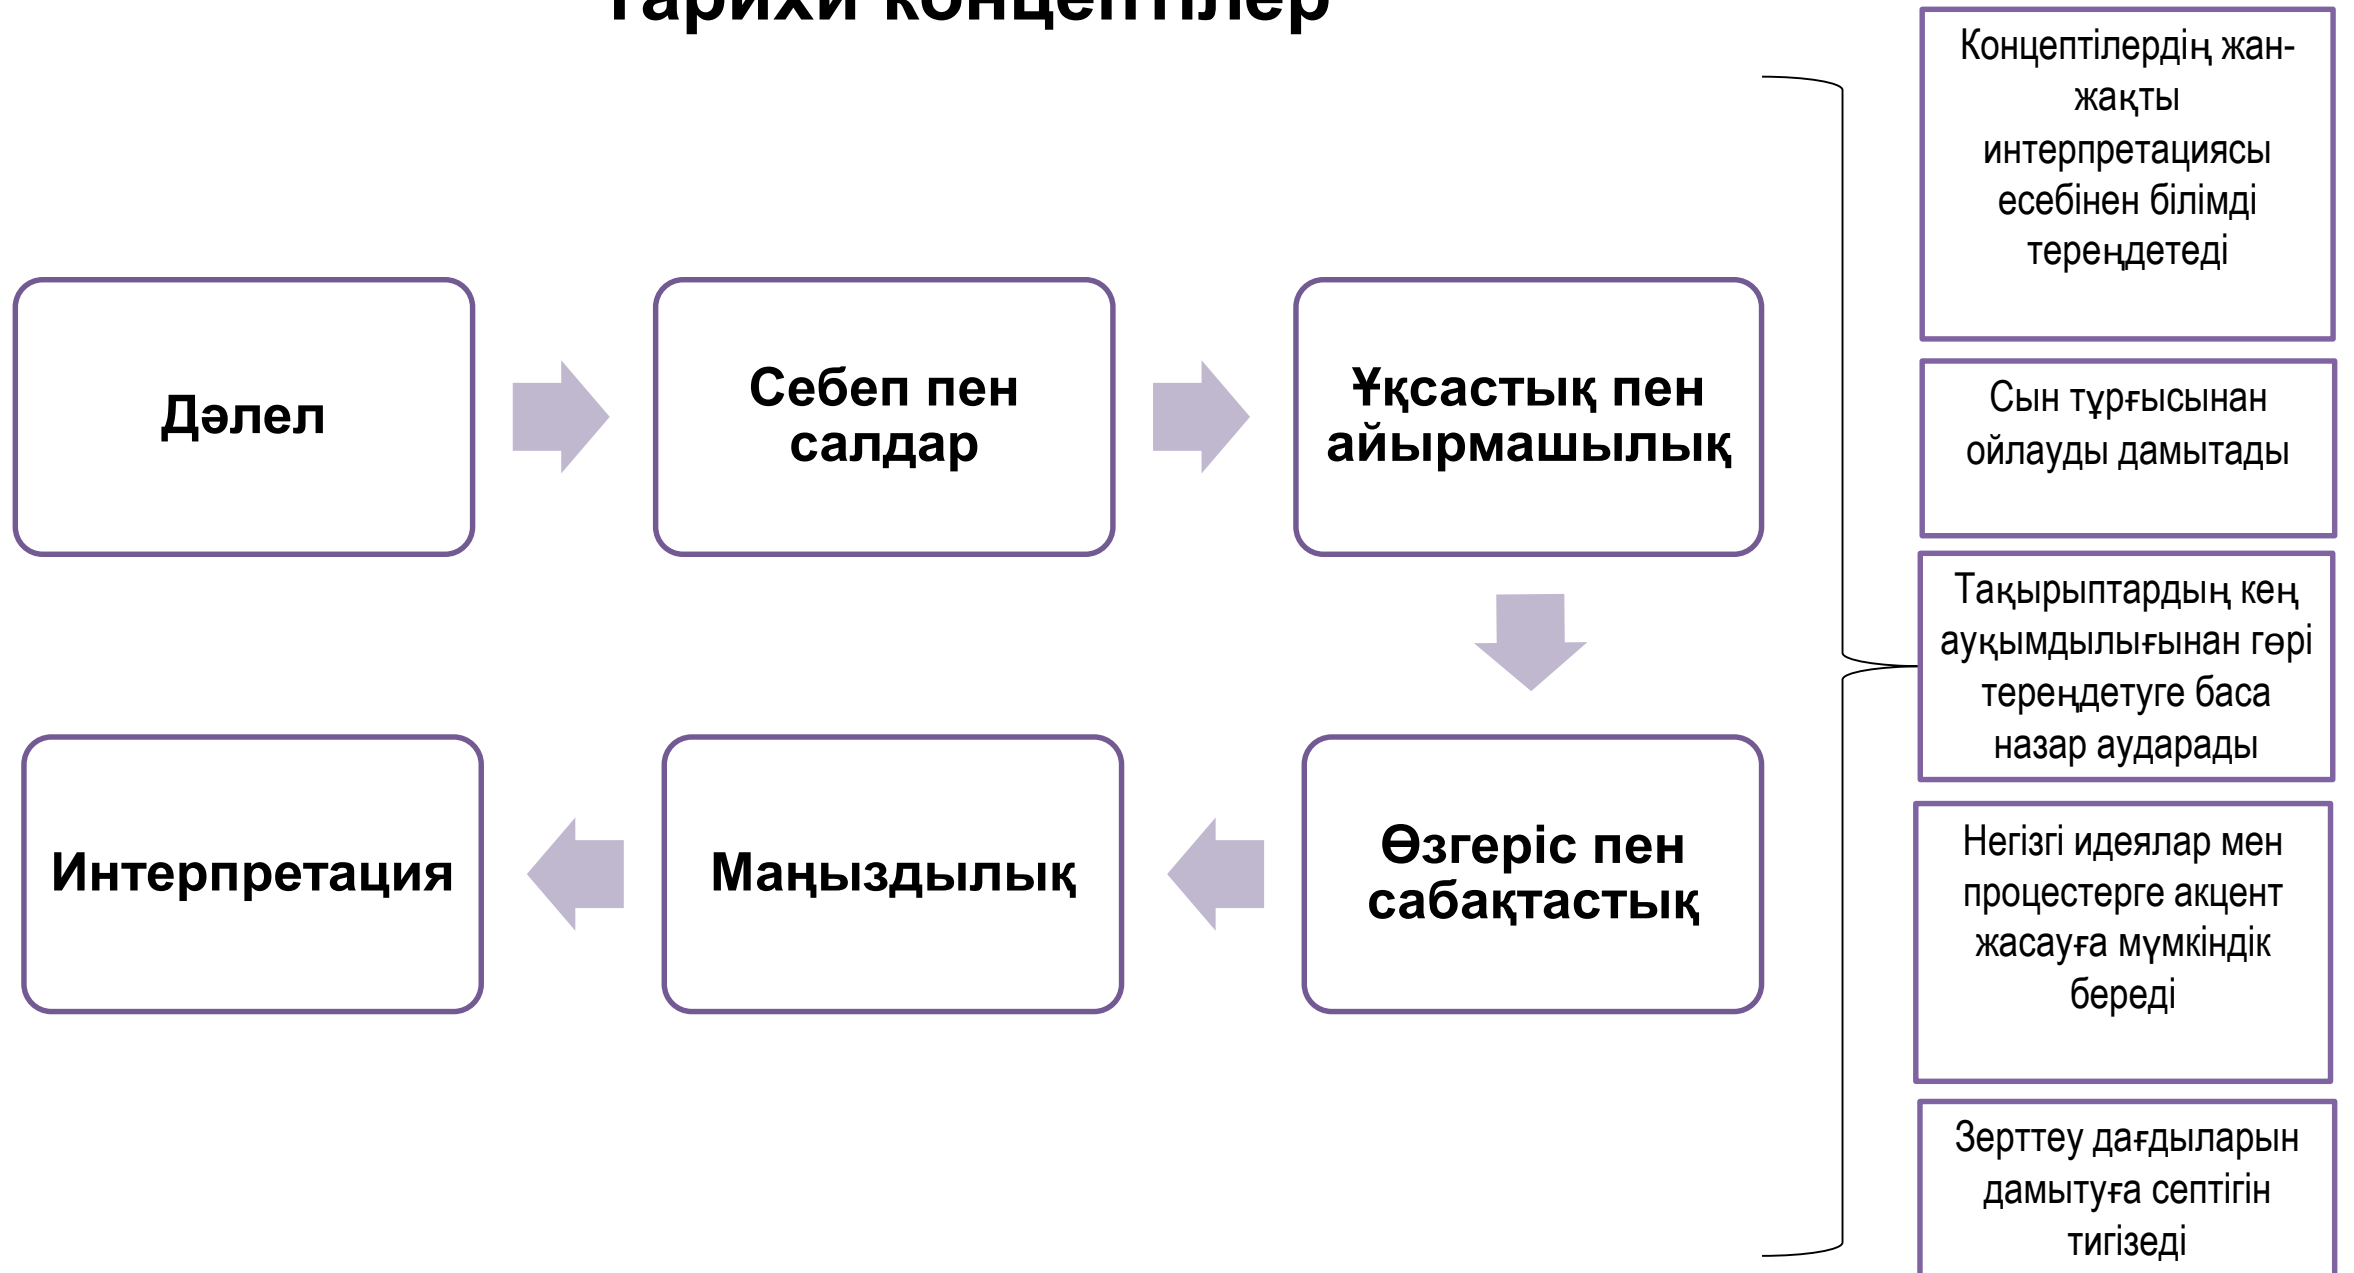 Тарихи концептілер
Дәлел
Себеп пен
салдар
Ұқсастық пен
айырмашылық
Өзгеріс пен
сабақтастық
Маңыздылық
Интерпретация
Концептілердің жан-
жақты
интерпретациясы
есебінен білімді
тереңдетеді
Сын тұрғысынан
ойлауды дамытады
Тақырыптардың кең
ауқымдылығынан гөрі
тереңдетуге баса
назар аударады
Негізгі идеялар мен
процестерге акцент
жасауға мүмкіндік
береді
Зерттеу дағдыларын
дамытуға септігін
тигізеді